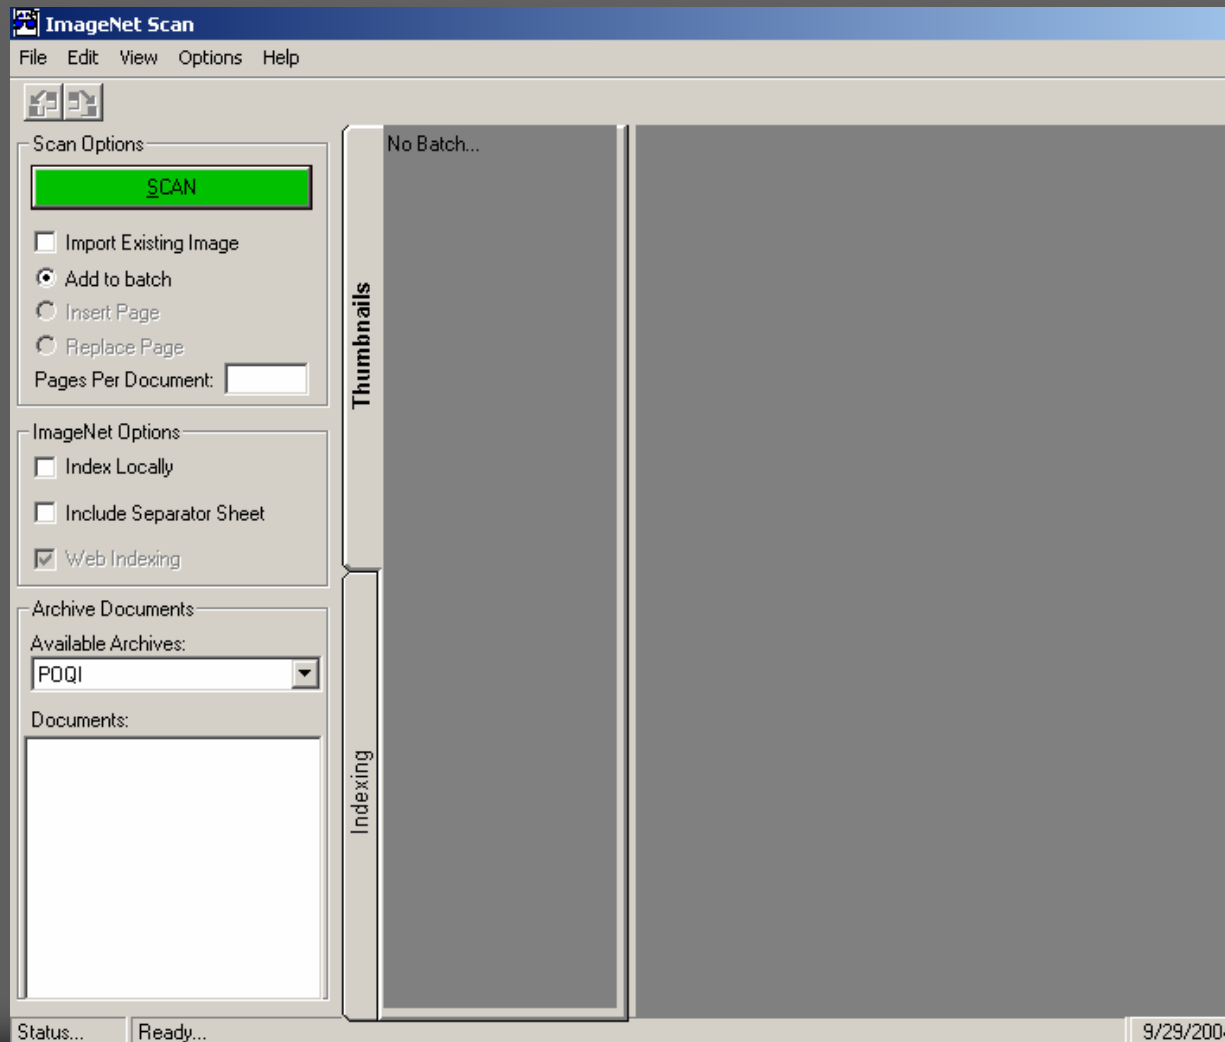 ImageNet Scan
File Edit View Options Help
Scan Options
SCAN
Import Existing Image
Add to batch
Insert Page
Replace Page
Pages Per Document:
ImageNet Options
Index Locally
Include Separator Sheet
Web Indexing
Archive Documents
Available Archives:
POQI
Documents:
Thumbnails
Indexing
No Batch...
Status... Ready...